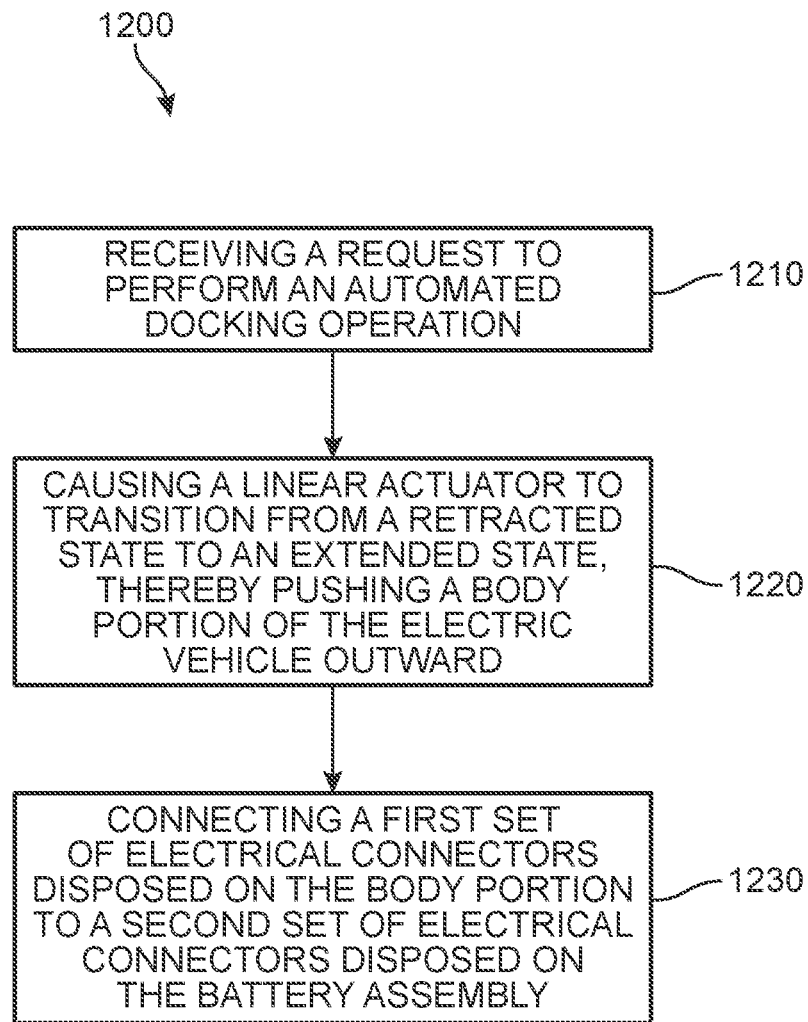 1200
RECEIVING A REQUEST TO
PERFORM AN AUTOMATED
DOCKING OPERATION
1210
CAUSING A LINEAR ACTUATOR TO
TRANSITION FROM A RETRACTED
STATE TO AN EXTENDED STATE,
THEREBY PUSHING A BODY
PORTION OF THE ELECTRIC
VEHICLE OUTWARD
1220
CONNECTING A FIRST SET
OF ELECTRICAL CONNECTORS
DISPOSED ON THE BODY PORTION
TO A SECOND SET OF ELECTRICAL
CONNECTORS DISPOSED ON
THE BATTERY ASSEMBLY
1230